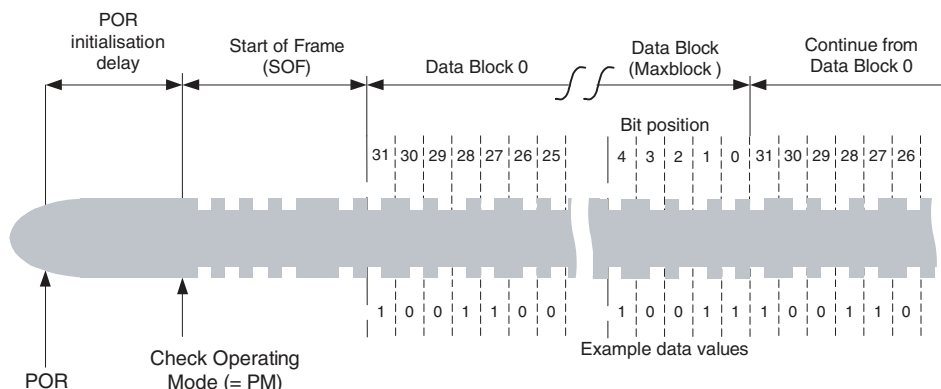 POR
initialisation
delay
Start of Frame
(SOF)
Data Block 0
Data Block
(Maxblock )
Continue from
Data Block 0
Bit position
31 30 29 28 27 26 25 4 3 2 1 0 31 30 29 28 27 26
1 0 0 1 1 0 0 1 0 0 1 1 1 0 0 1 1 0
Example data values
POR
Check Operating
Mode (= PM)